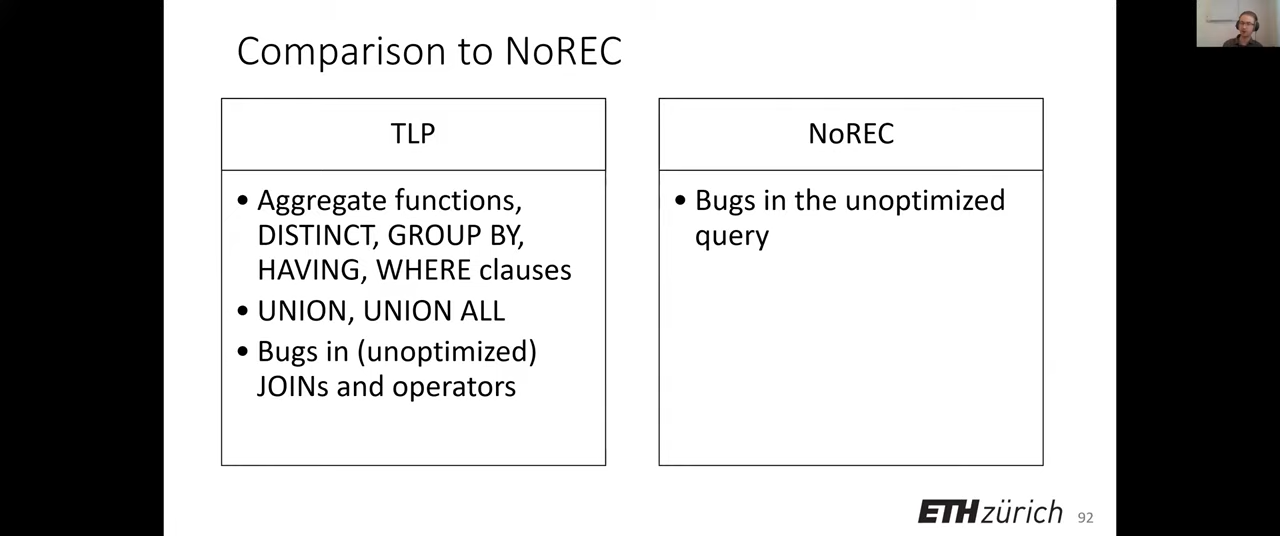 Comparison to NoREC
TLP
• Aggregate functions,
DISTINCT, GROUP BY,
HAVING, WHERE clauses
• UNION, UNION ALL
• Bugs in (unoptimized)
JOINs and operators
NoREC
• Bugs in the unoptimized
query
ETH zürich
92